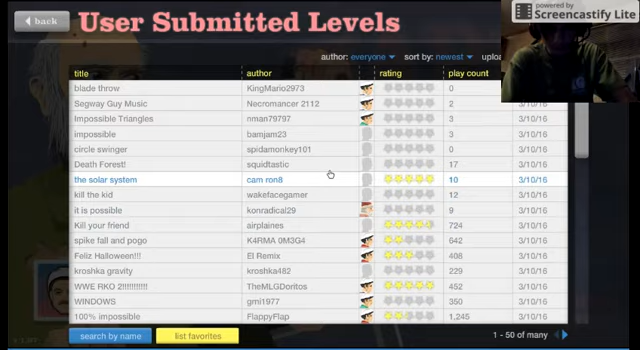 back
User Submitted Levels
powered by
Screencastify Lite
author: everyone sort by: newest
title author rating play count
blade throw KingMario2973 0
Segway Guy Music Necromancer 2112 2 3/10/16
Impossible Triangles nman79797 3 3/10/16
impossible bamjam23 3 3/10/16
circle swinger spidamonkey101 0 3/10/16
Death Forest! squidtastic 17 3/10/16
the solar system cam ron8 10 3/10/16
kill the kid wakefacegamer 12 3/10/16
it is possible konradical29 9 3/10/16
Kill your friend airplaines 724 3/10/16
spike fall and pogo K4RMA 0M3G4 642 3/10/16
Feliz Halloween!!! El Remix 408 3/10/16
kroshka gravity kroshka482 229 3/10/16
WWE RKO 2!!!!!!!!!! TheMLGDoritos 452 3/10/16
WINDOWS gmi1977 350 3/10/16
100% impossible FlappyFlap 1,245 3/10/16
search by name list favorites 1 - 50 of many